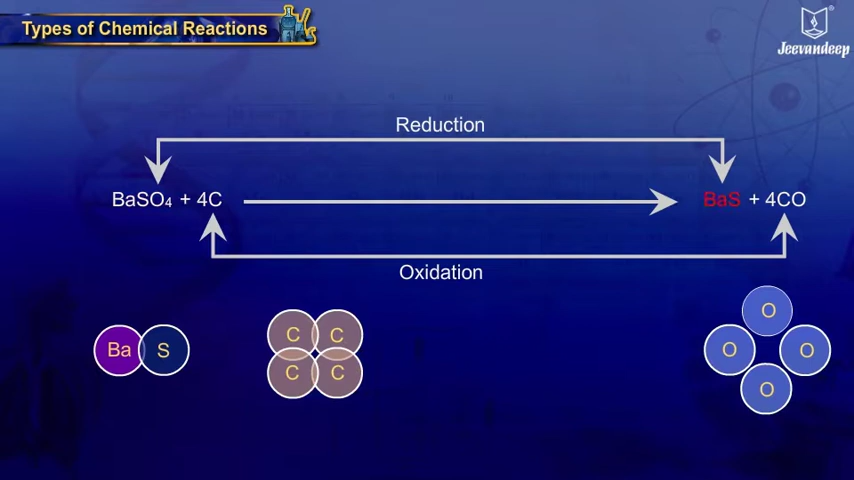 Types of Chemical Reactions
Jeevandeep®
Reduction
BaSO₄ + 4C
BaS + 4CO
Oxidation
Ba S
C C
C C
O
O O
O